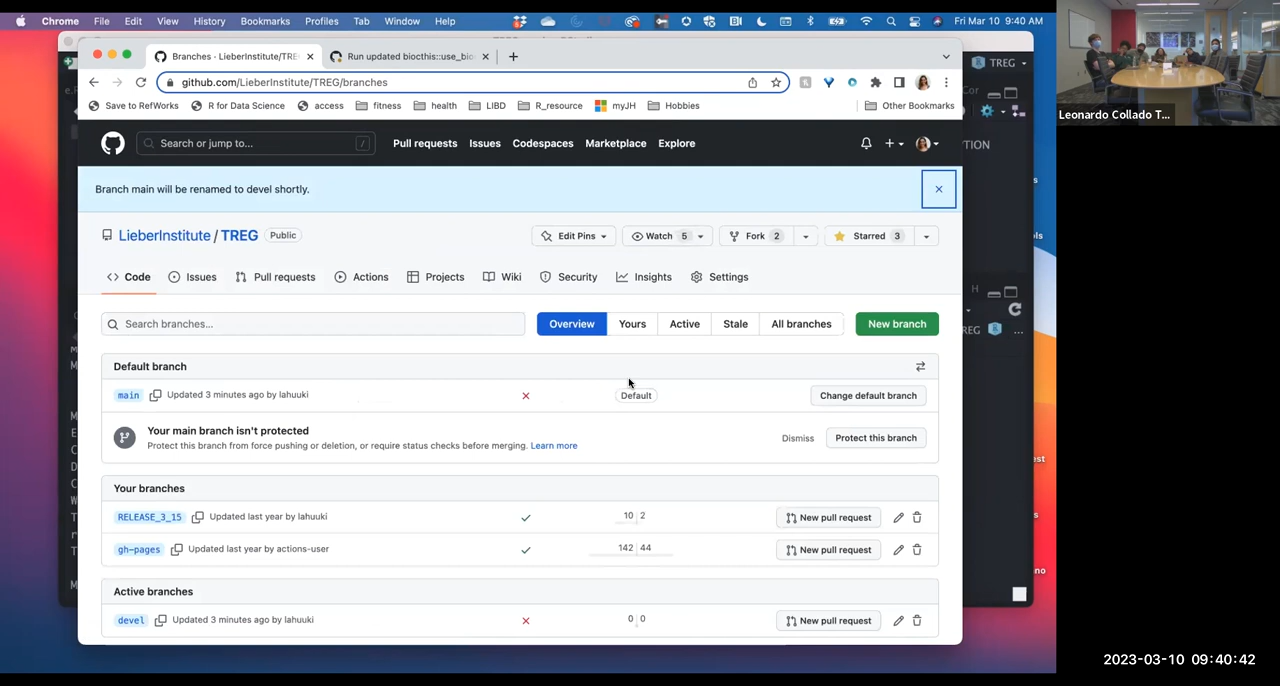 Chrome File Edit View History Bookmarks Profiles Tab Window Help Fri Mar 10 9:40 AM
Branches · LieberInstitute/TRE
Run updated biocthis::use_bio
github.com/LieberInstitute/TREG/branches
Save to RefWorks R for Data Science access fitness health LIBD R_resource myJH Hobbies Other Bookmarks
Search or jump to... / Pull requests Issues Codespaces Marketplace Explore
Branch main will be renamed to devel shortly.
LieberInstitute / TREG Public Edit Pins Watch 5 Fork 2 Starred 3
Code Issues Pull requests Actions Projects Wiki Security Insights Settings
Search branches... Overview Yours Active Stale All branches New branch
Default branch
main Updated 3 minutes ago by lahuuki Default Change default branch
Your main branch isn't protected
Protect this branch from force pushing or deletion, or require status checks before merging. Learn more
Dismiss Protect this branch
Your branches
RELEASE_3_15 Updated last year by lahuuki 10 2 New pull request
gh-pages Updated last year by actions-user 142 44 New pull request
Active branches
devel Updated 3 minutes ago by lahuuki 0 0 New pull request
TREG
Leonardo Collado T...
2023-03-10 09:40:42